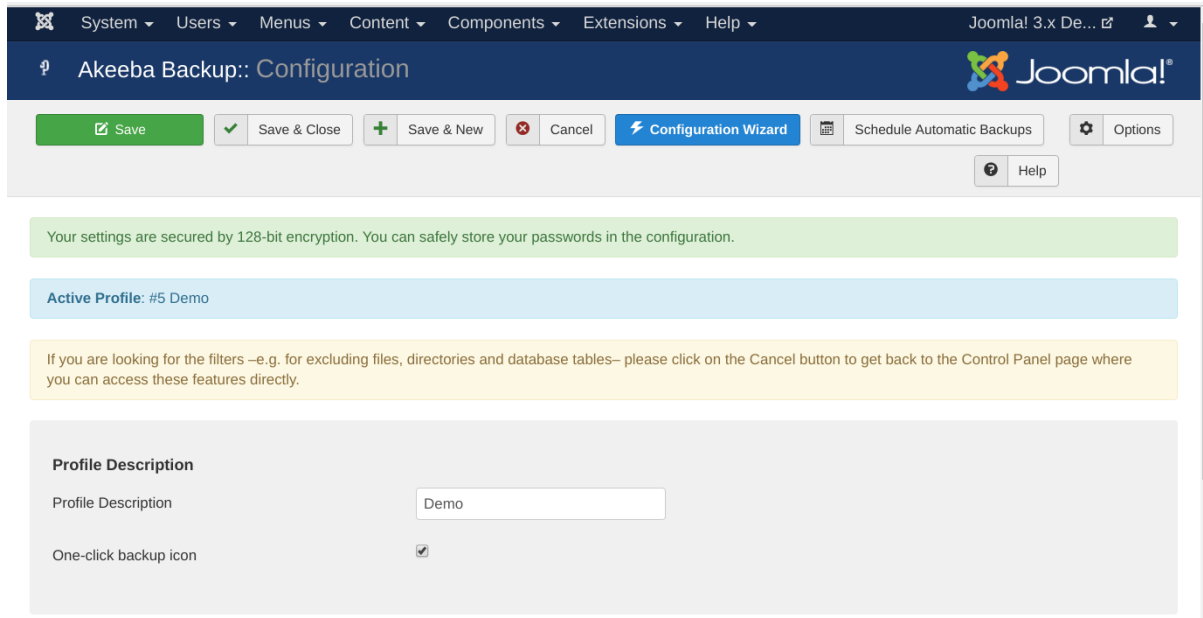 System Users Menus Content Components Extensions Help Joomla! 3.x De...
Akeeba Backup:: Configuration
Joomla!®
Save Save & Close Save & New Cancel Configuration Wizard Schedule Automatic Backups Options
Help
Your settings are secured by 128-bit encryption. You can safely store your passwords in the configuration.
Active Profile: #5 Demo
If you are looking for the filters –e.g. for excluding files, directories and database tables– please click on the Cancel button to get back to the Control Panel page where
you can access these features directly.
Profile Description
Profile Description Demo
One-click backup icon